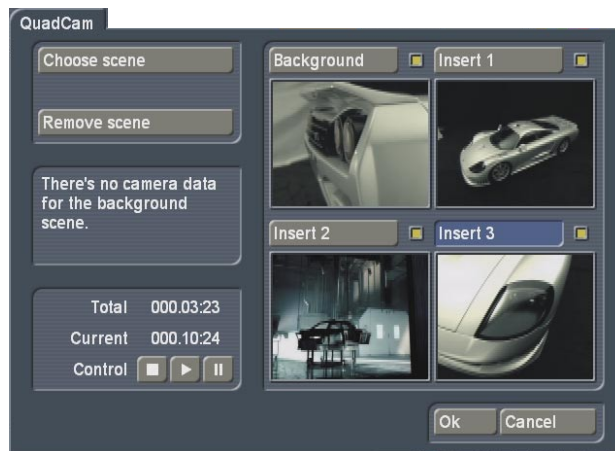 QuadCam
Choose scene
Remove scene
There's no camera data
for the background
scene.
Total 000.03:23
Current 000.10:24
Control
Background
Insert 1
Insert 2
Insert 3
Ok
Cancel